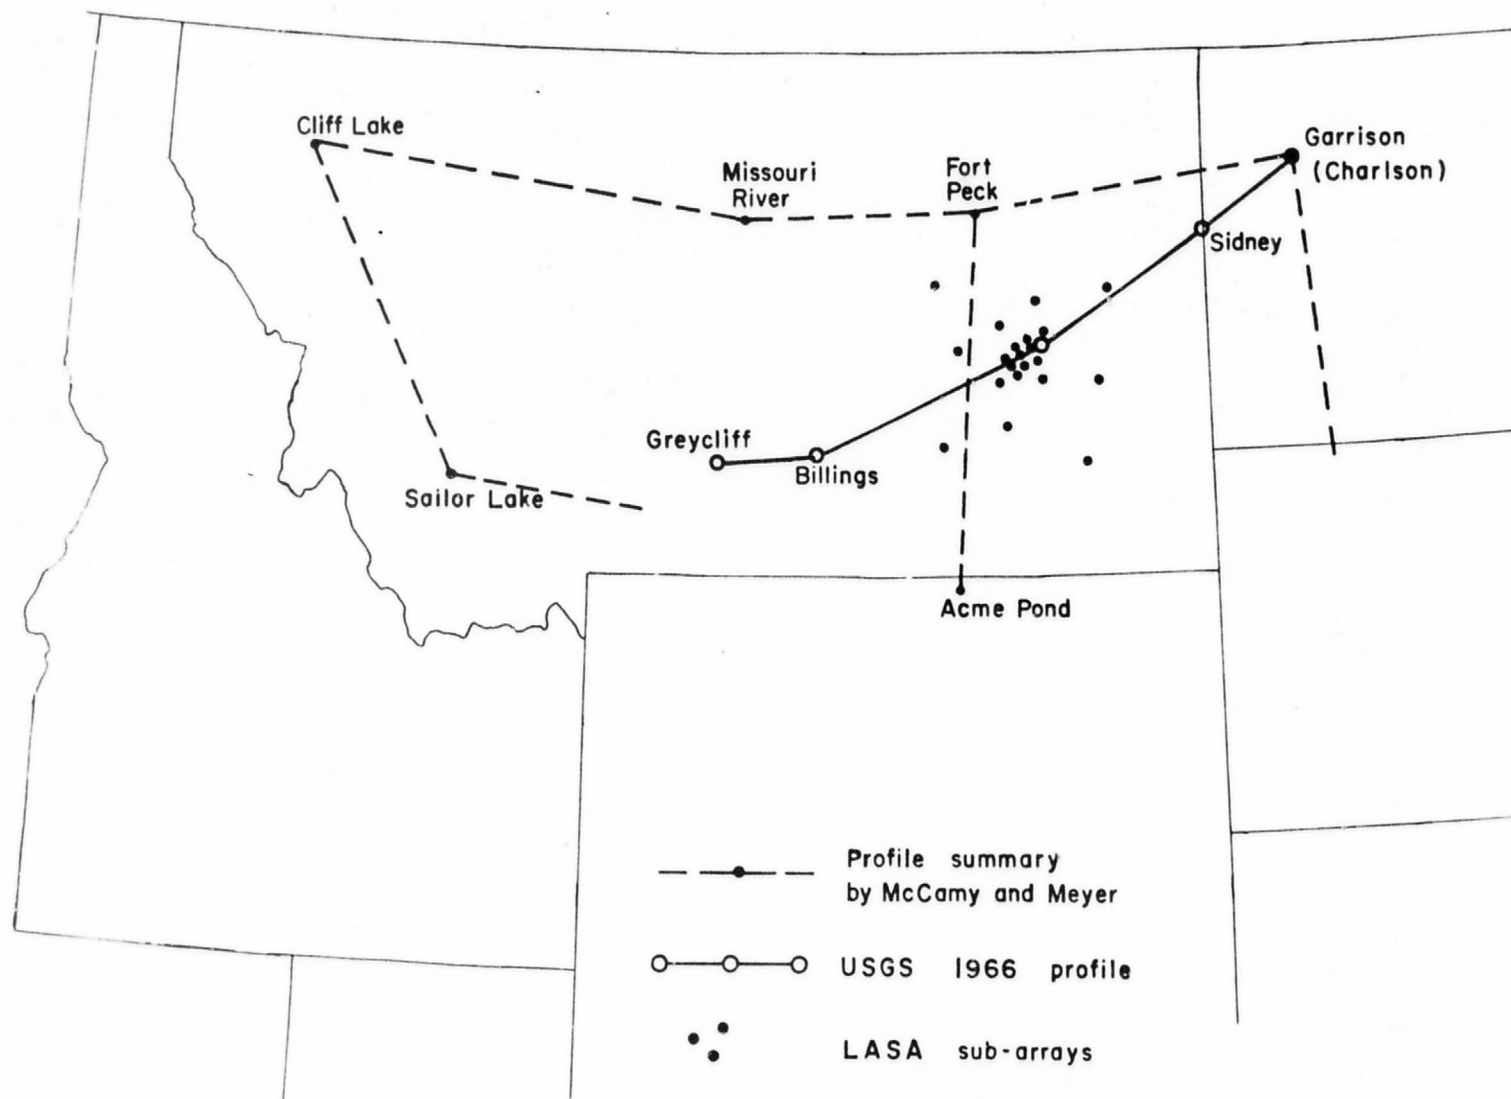 Cliff Lake
Missouri
River
Fort
Peck
Garrison
(Charlson)
Sidney
Greycliff
Billings
Sailor Lake
Acme Pond
Profile summary
by McCamy and Meyer
USGS 1966 profile
LASA sub-arrays